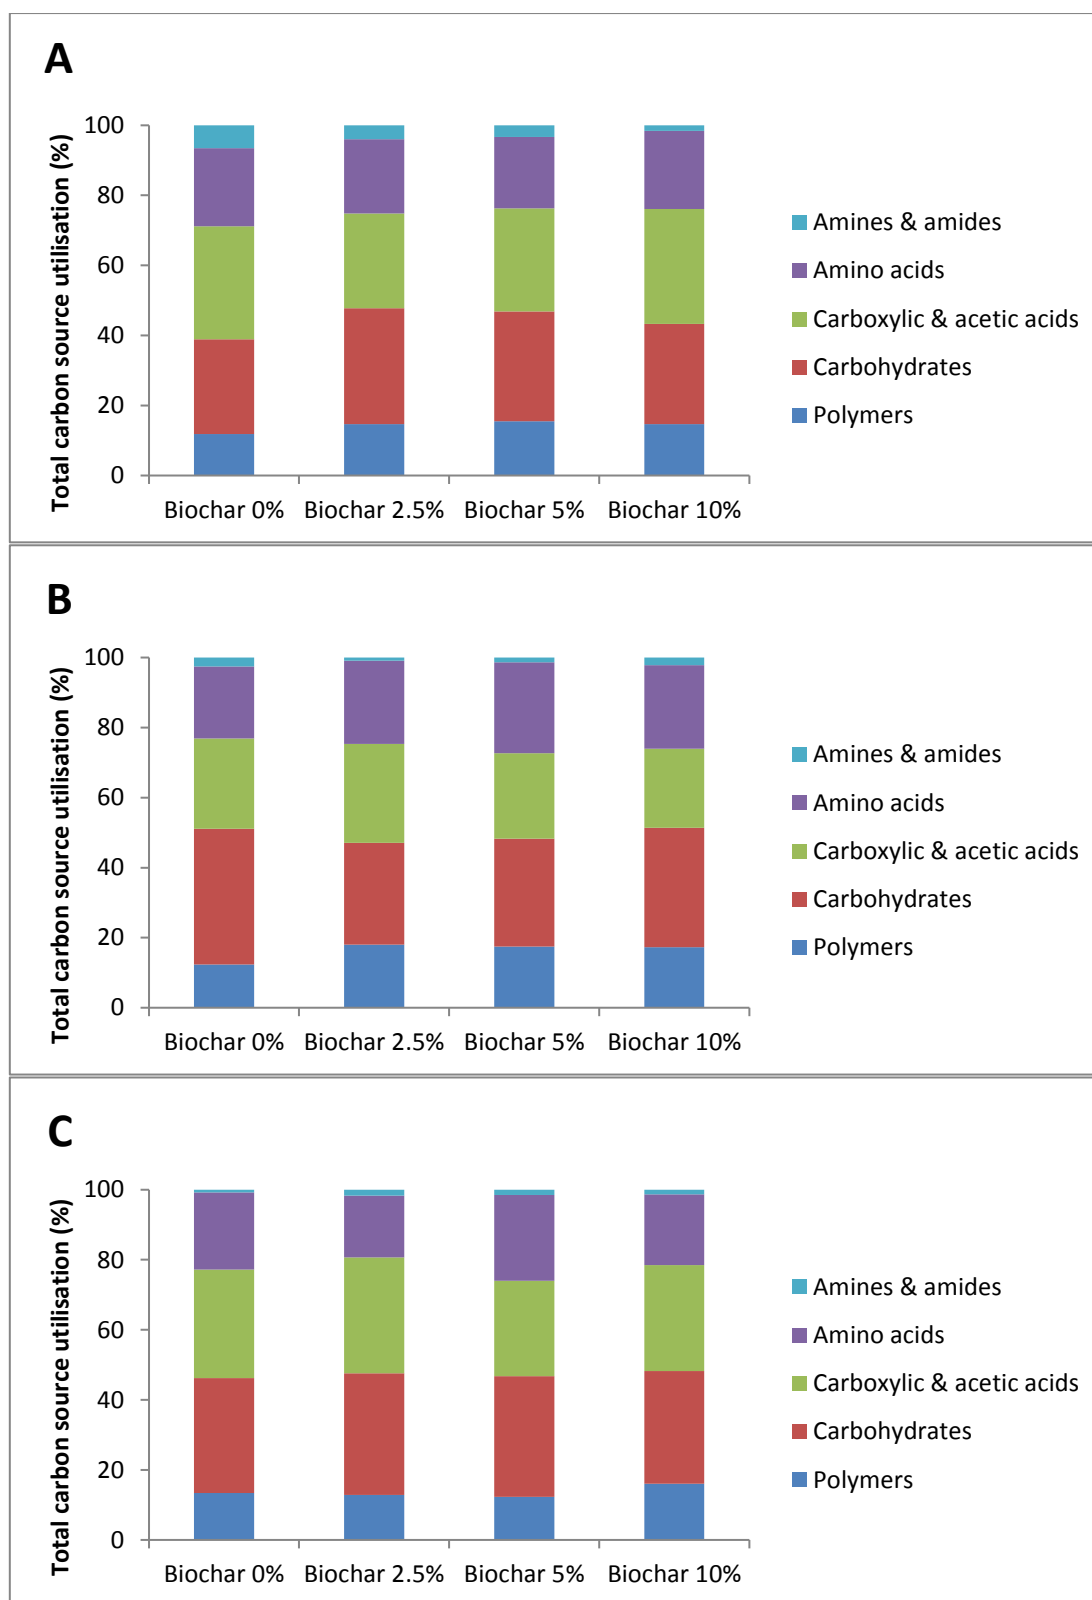 A
Total carbon source utilisation (%)
100
80
60
40
20
0
Biochar 0% Biochar 2.5% Biochar 5% Biochar 10%
Amines & amides
Amino acids
Carboxylic & acetic acids
Carbohydrates
Polymers
B
Total carbon source utilisation (%)
100
80
60
40
20
0
Biochar 0% Biochar 2.5% Biochar 5% Biochar 10%
Amines & amides
Amino acids
Carboxylic & acetic acids
Carbohydrates
Polymers
C
Total carbon source utilisation (%)
100
80
60
40
20
0
Biochar 0% Biochar 2.5% Biochar 5% Biochar 10%
Amines & amides
Amino acids
Carboxylic & acetic acids
Carbohydrates
Polymers